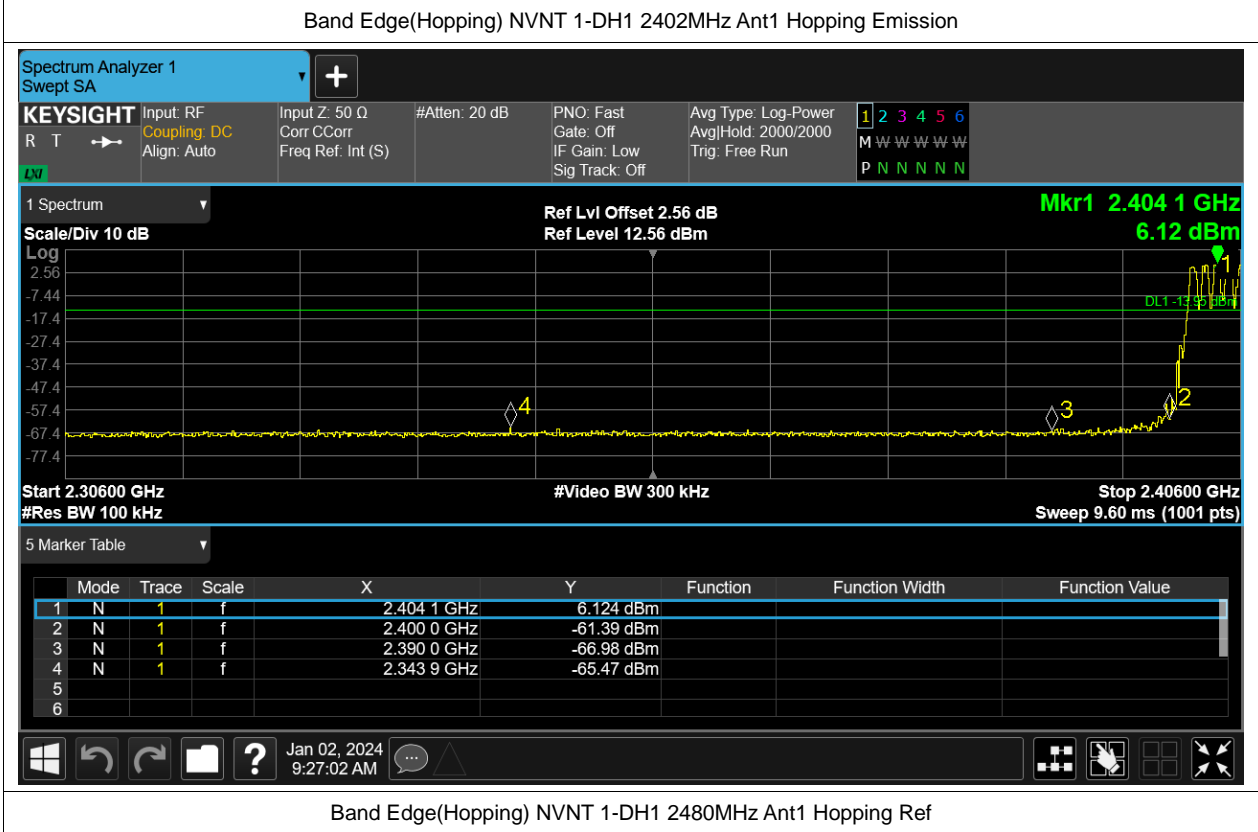 Band Edge(Hopping) NVNT 1-DH1 2402MHz Ant1 Hopping Emission
Spectrum Analyzer 1
Swept SA
KEYSIGHT
R T
LXI
Input: RF
Coupling: DC
Align: Auto
Input Z: 50 Ω
Corr CCorr
Freq Ref: Int (S)
#Atten: 20 dB
PNO: Fast
Gate: Off
IF Gain: Low
Sig Track: Off
Avg Type: Log-Power
Avg|Hold: 2000/2000
Trig: Free Run
1 2 3 4 5 6
M W W W W W
P N N N N N
1 Spectrum
Scale/Div 10 dB
Ref Lvl Offset 2.56 dB
Ref Level 12.56 dBm
Mkr1 2.404 1 GHz
6.12 dBm
Log
2.56
-7.44
-17.4
-27.4
-37.4
-47.4
-57.4
-67.4
-77.4
DL1 -13.95 dBm
1
2
3
4
Start 2.30600 GHz
#Video BW 300 kHz
Stop 2.40600 GHz
#Res BW 100 kHz
Sweep 9.60 ms (1001 pts)
5 Marker Table
Mode Trace Scale X Y Function Function Width Function Value
1 N 1 f 2.404 1 GHz 6.124 dBm
2 N 1 f 2.400 0 GHz -61.39 dBm
3 N 1 f 2.390 0 GHz -66.98 dBm
4 N 1 f 2.343 9 GHz -65.47 dBm
5
6
?
Jan 02, 2024
9:27:02 AM
Band Edge(Hopping) NVNT 1-DH1 2480MHz Ant1 Hopping Ref